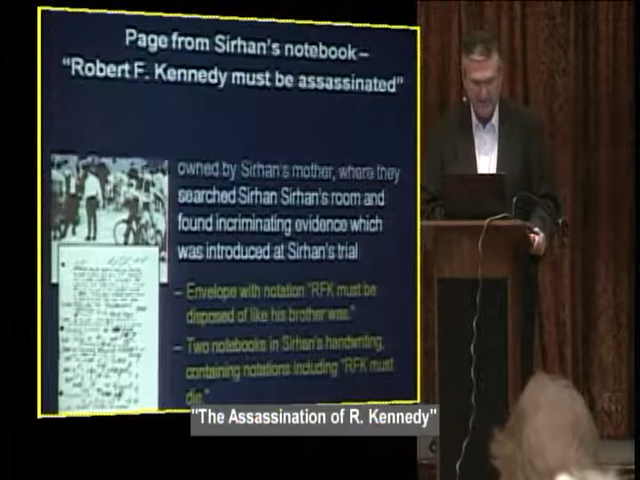 Page from Sirhan's notebook–
“Robert F. Kennedy must be assassinated”
owned by Sirhan's mother, where they
searched Sirhan Sirhan's room and
found incriminating evidence which
was introduced at Sirhan's trial
– Envelope with notation “RFK must be
disposed of like his brother was.”
– Two notebooks in Sirhan's handwriting,
containing notations including “RFK must
die.”
"The Assassination of R. Kennedy"